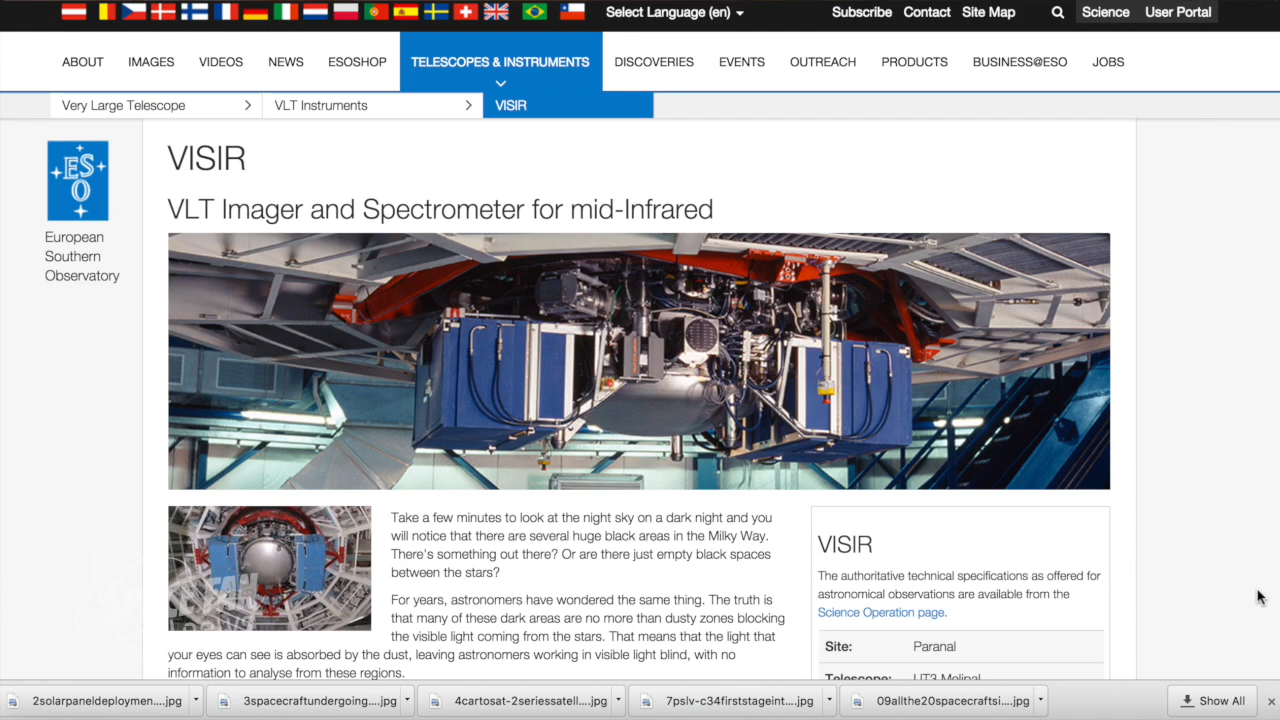 Select Language (en)
Subscribe Contact Site Map Science User Portal
ABOUT IMAGES VIDEOS NEWS ESOSHOP TELESCOPES & INSTRUMENTS DISCOVERIES EVENTS OUTREACH PRODUCTS BUSINESS@ESO JOBS
Very Large Telescope VLT Instruments VISIR
ES
O
European
Southern
Observatory
VISIR
VLT Imager and Spectrometer for mid-Infrared
Take a few minutes to look at the night sky on a dark night and you
will notice that there are several huge black areas in the Milky Way.
There's something out there? Or are there just empty black spaces
between the stars?
For years, astronomers have wondered the same thing. The truth is
that many of these dark areas are no more than dusty zones blocking
the visible light coming from the stars. That means that the light that
your eyes can see is absorbed by the dust, leaving astronomers working in visible light blind, with no
information to analyse from these regions.
VISIR
The authoritative technical specifications as offered for
astronomical observations are available from the
Science Operation page.
Site: Paranal
Telescope: UT3 Melipal
2solarpaneldeploymen....jpg 3spacecraftundergoing....jpg 4cartosat-2seriessatell....jpg 7pslv-c34firststageint....jpg 09allthe20spacecraftsi....jpg Show All